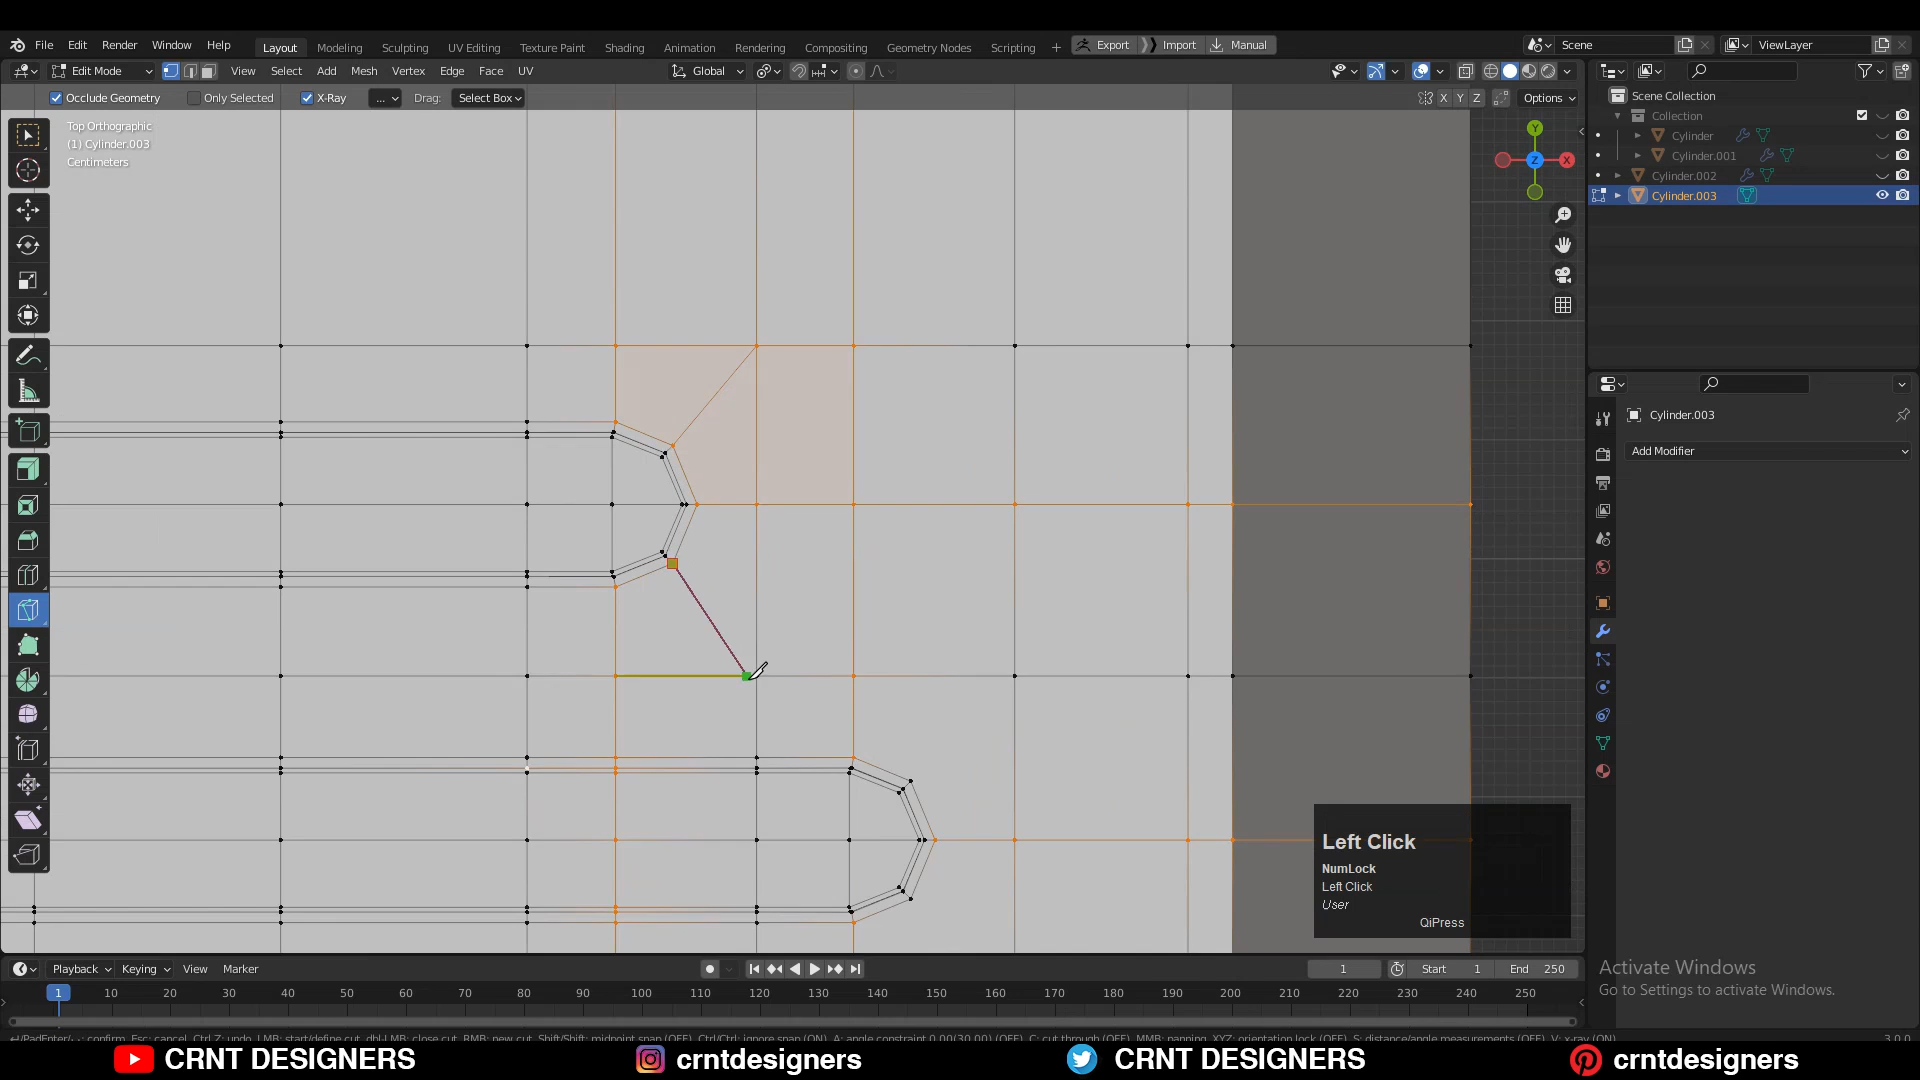 File Edit Render Window Help Layout Modeling Sculpting UV Editing Texture Paint Shading Animation Rendering Compositing Geometry Nodes Scripting + Export Import Manual Scene ViewLayer
Edit Mode View Select Add Mesh Vertex Edge Face UV Global
Occlude Geometry Only Selected X-Ray ... Drag: Select Box X Y Z Options
Scene Collection
Collection
Cylinder
Cylinder.001
Cylinder.002
Cylinder.003
Top Orthographic
(1) Cylinder.003
Centimeters
Y
Z
X
Cylinder.003
Add Modifier
Left Click
NumLock
Left Click
User
QiPress
Activate Windows
Go to Settings to activate Windows.
Playback Keying View Marker 1 Start 1 End 250
1 10 20 30 40 50 60 70 80 90 100 110 120 130 140 150 160 170 180 190 200 210 220 230 240 250
CRNT DESIGNERS crntdesigners CRNT DESIGNERS crntdesigners